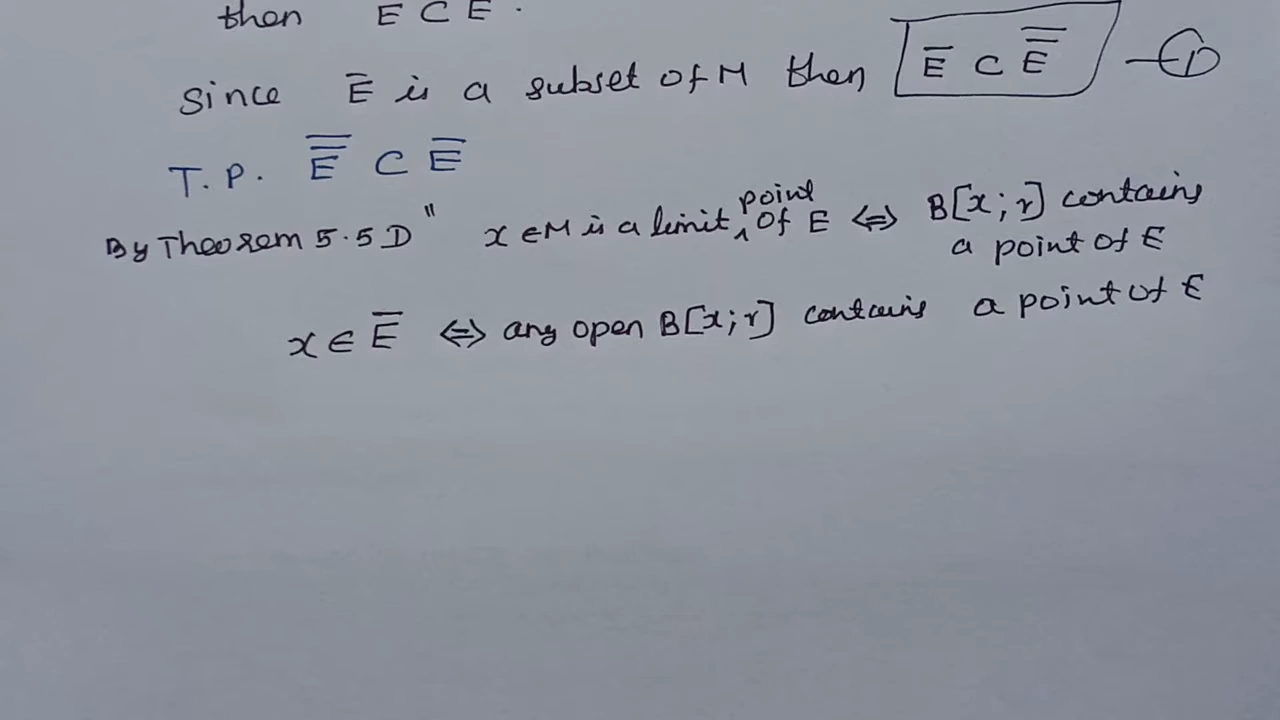 then E ⊂ E̅.
since E̅ is a subset of M then E̅ ⊂ E̿ —①
T.P. E̿ ⊂ E̅
By Theorem 5.5D " x∈M is a limit point of E ⇔ B[x;r] contains
a point of E
x ∈ E̅ ⇔ any open B[x;r] contains a point of E